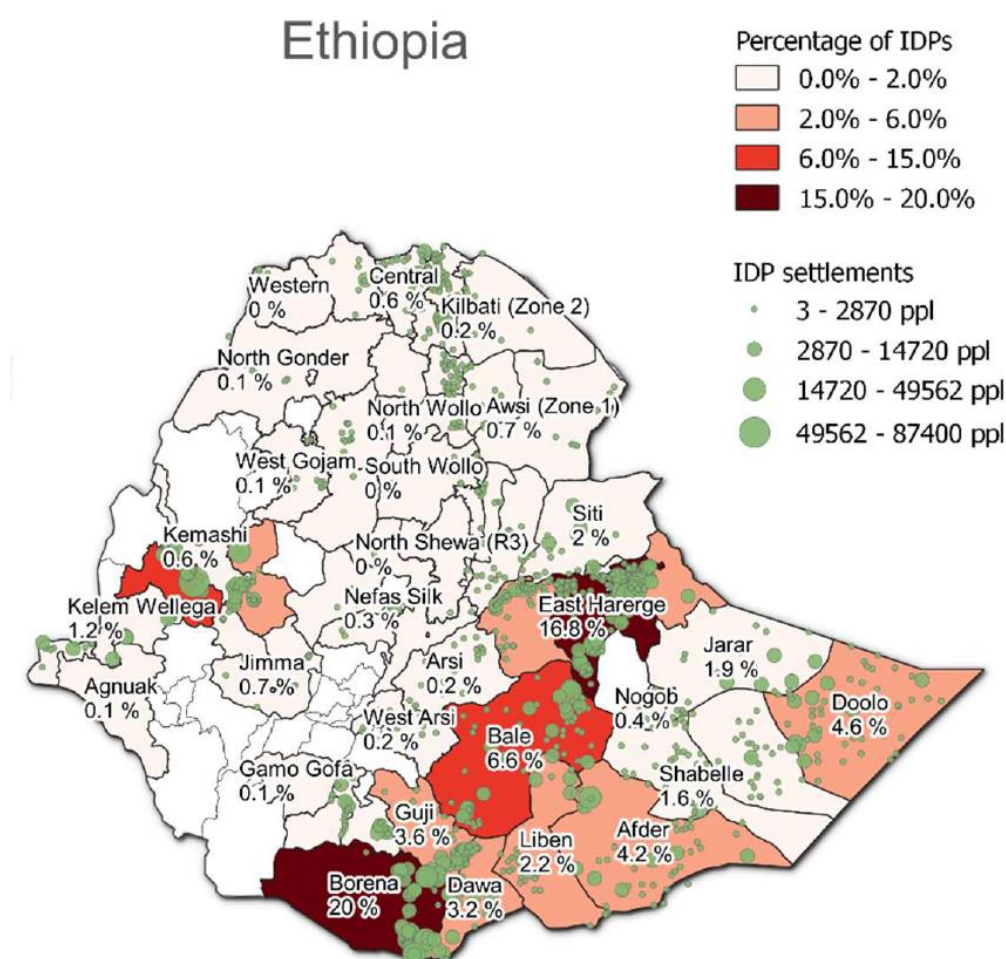 Ethiopia
Percentage of IDPs
0.0% - 2.0%
2.0% - 6.0%
6.0% - 15.0%
15.0% - 20.0%
IDP settlements
3 - 2870 ppl
2870 - 14720 ppl
14720 - 49562 ppl
49562 - 87400 ppl
Western
0 %
Central
0.6 %
Kilbati (Zone 2)
0.2 %
North Gonder
0.1 %
North Wollo
0.1 %
Awsi (Zone 1)
0.7 %
West Gojam
0.1 %
South Wollo
0 %
Siti
2 %
Kemashi
0.6 %
North Shewa (R3)
0 %
Nefas Silk
0.3 %
East Harerge
16.8 %
Kelem Wellega
1.2 %
Jimma
0.7 %
Arsi
0.2 %
Jarar
1.9 %
Agnuak
0.1 %
West Arsi
0.2 %
Nogob
0.4 %
Doolo
4.6 %
Bale
6.6 %
Gamo Gofa
0.1 %
Shabelle
1.6 %
Guji
3.6 %
Liben
2.2 %
Afder
4.2 %
Borena
20 %
Dawa
3.2 %